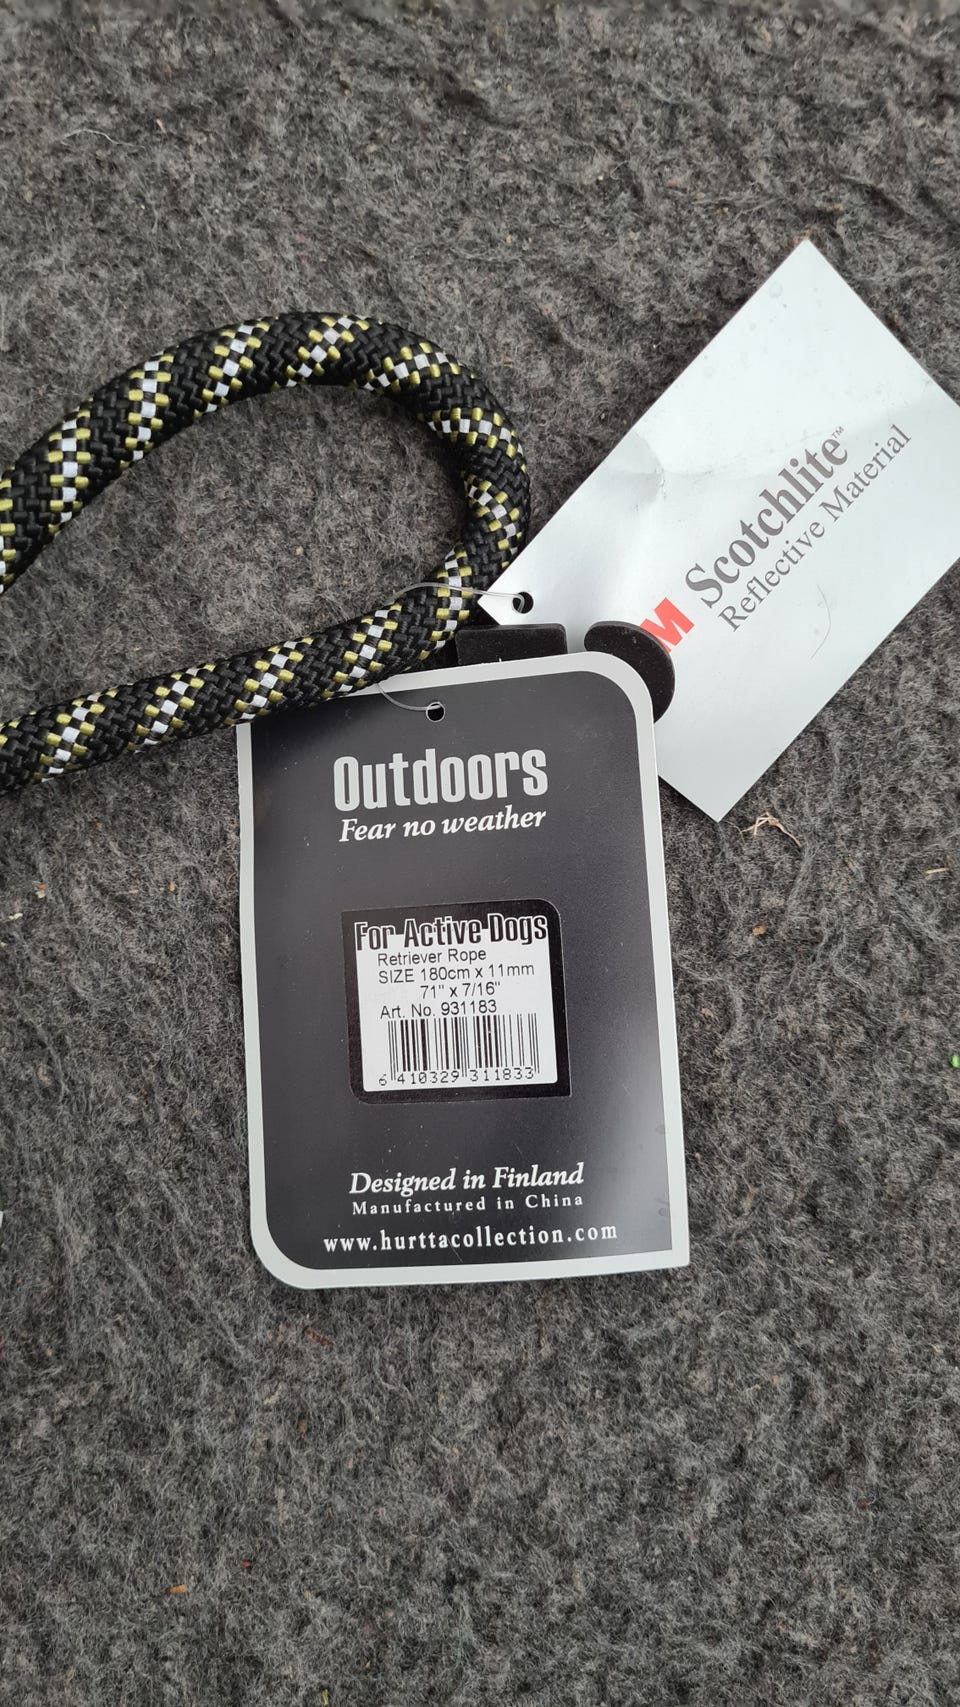 M Scotchlite™
Reflective Material
Outdoors
Fear no weather
For Active Dogs
Retriever Rope
SIZE 180cm x 11mm
71" x 7/16"
Art. No. 931183
6 410329 311833
Designed in Finland
Manufactured in China
www.hurttacollection.com